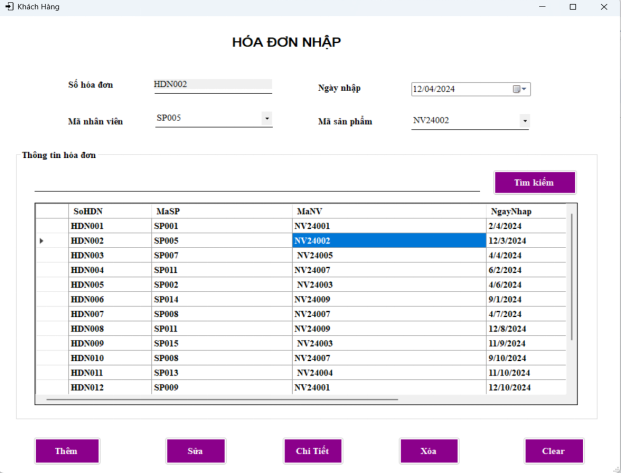 Khách Hàng
HÓA ĐƠN NHẬP
Số hóa đơn HDN002 Ngày nhập 12/04/2024
Mã nhân viên SP005 Mã sản phẩm NV24002
Thông tin hóa đơn
Tìm kiếm
SoHDN MaSP MaNV NgayNhap
HDN001 SP001 NV24001 2/4/2024
HDN002 SP005 NV24002 12/3/2024
HDN003 SP007 NV24005 4/4/2024
HDN004 SP011 NV24007 6/2/2024
HDN005 SP002 NV24003 4/6/2024
HDN006 SP014 NV24009 9/1/2024
HDN007 SP008 NV24007 4/7/2024
HDN008 SP011 NV24009 12/8/2024
HDN009 SP015 NV24003 11/9/2024
HDN010 SP008 NV24007 9/10/2024
HDN011 SP013 NV24004 11/10/2024
HDN012 SP009 NV24001 12/10/2024
Thêm Sửa Chi Tiết Xóa Clear